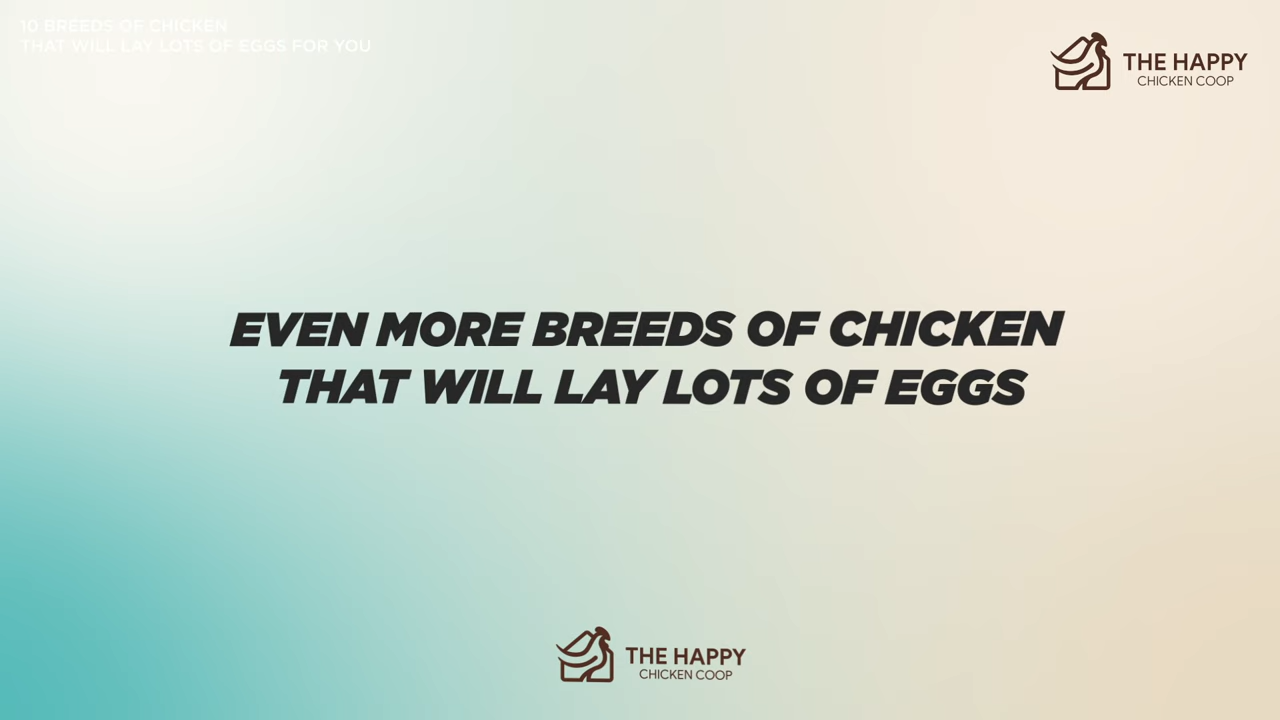 10 BREEDS OF CHICKEN
THAT WILL LAY LOTS OF EGGS FOR YOU
THE HAPPY
CHICKEN COOP
EVEN MORE BREEDS OF CHICKEN
THAT WILL LAY LOTS OF EGGS
THE HAPPY
CHICKEN COOP